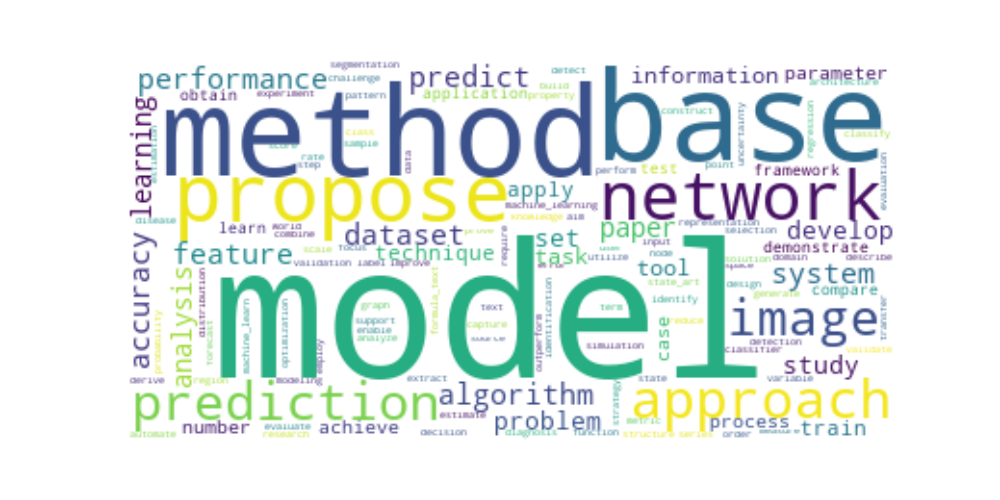 segmentation
performance
challenge
predict
detect
information
parameter
obtain
experiment
pattern
application
build
property
architecture
method
base
construct
uncertainty
regression
classify
learning
estimation
class
score
sample
rate
step
data
perform
test
point
framework
evaluation
propose
apply
network
machine_learning
knowledge
aim
disease
learn
world
combine
dataset
prove
require
paper
representation
selection
develop
feature
scale
focus
technique
set
task
input
node
demonstrate
solution
domain
describe
validation
label
improve
error
utilize
tool
state_art
space
system
accuracy
analysis
distribution
model
graph
formula_text
text
term
identify
design
generate
compare
probability
forecast
machine_learn
optimization
support
enable
analyze
capture
source
outperform
identification
simulation
case
reduce
image
transfer
detection
classifier
validate
study
derive
region
modeling
employ
extract
state
variable
prediction
algorithm
estimate
strategy
approach
metric
problem
process
train
automate
number
evaluate
research
achieve
decision
diagnosis
function
structure
series
order
measure